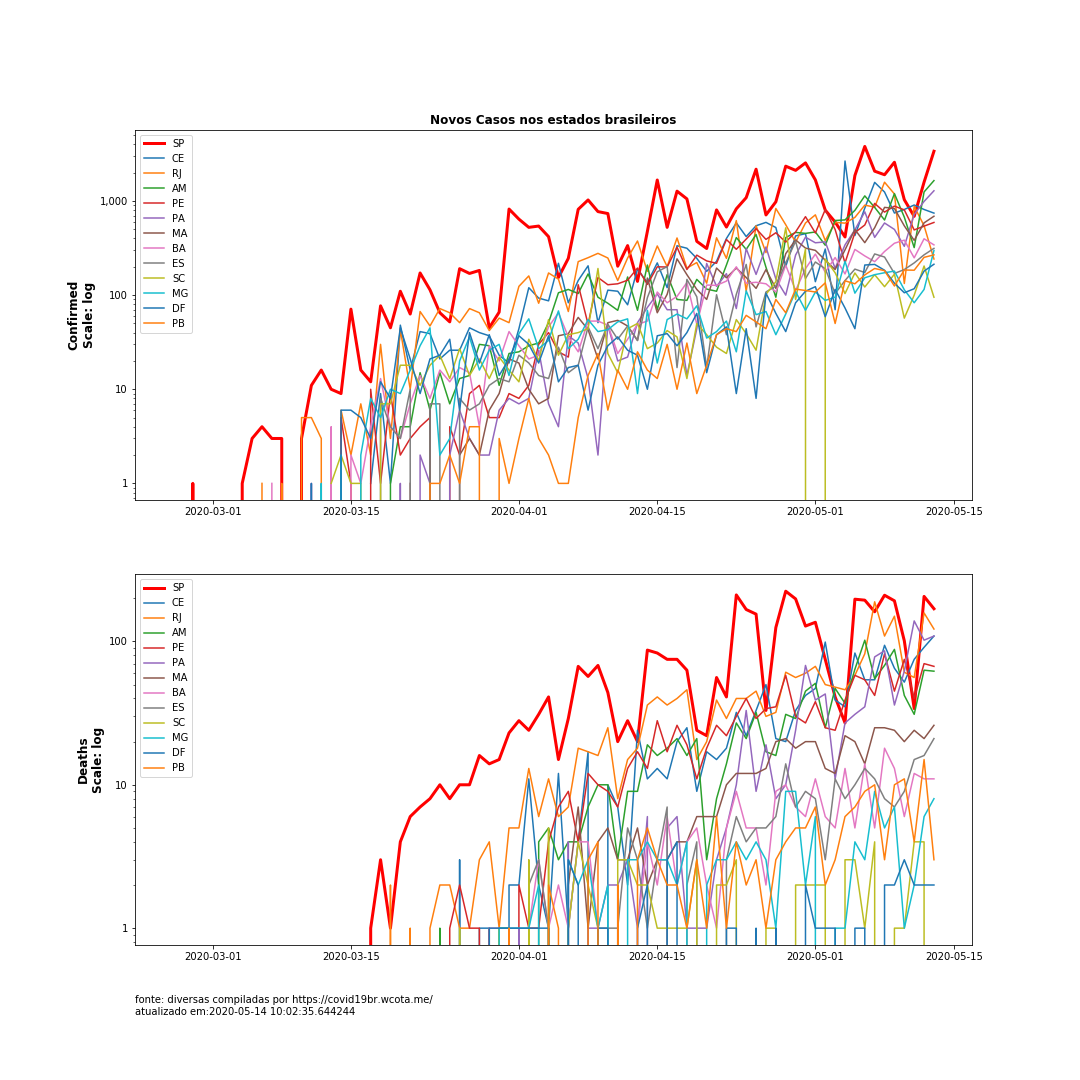 Novos Casos nos estados brasileiros
Confirmed
Scale: log
1,000
100
10
1
SP
CE
RJ
AM
PE
PA
MA
BA
ES
SC
MG
DF
PB
2020-03-01
2020-03-15
2020-04-01
2020-04-15
2020-05-01
2020-05-15
Deaths
Scale: log
100
10
1
SP
CE
RJ
AM
PE
PA
MA
BA
ES
SC
MG
DF
PB
2020-03-01
2020-03-15
2020-04-01
2020-04-15
2020-05-01
2020-05-15
fonte: diversas compiladas por https://covid19br.wcota.me/
atualizado em:2020-05-14 10:02:35.644244